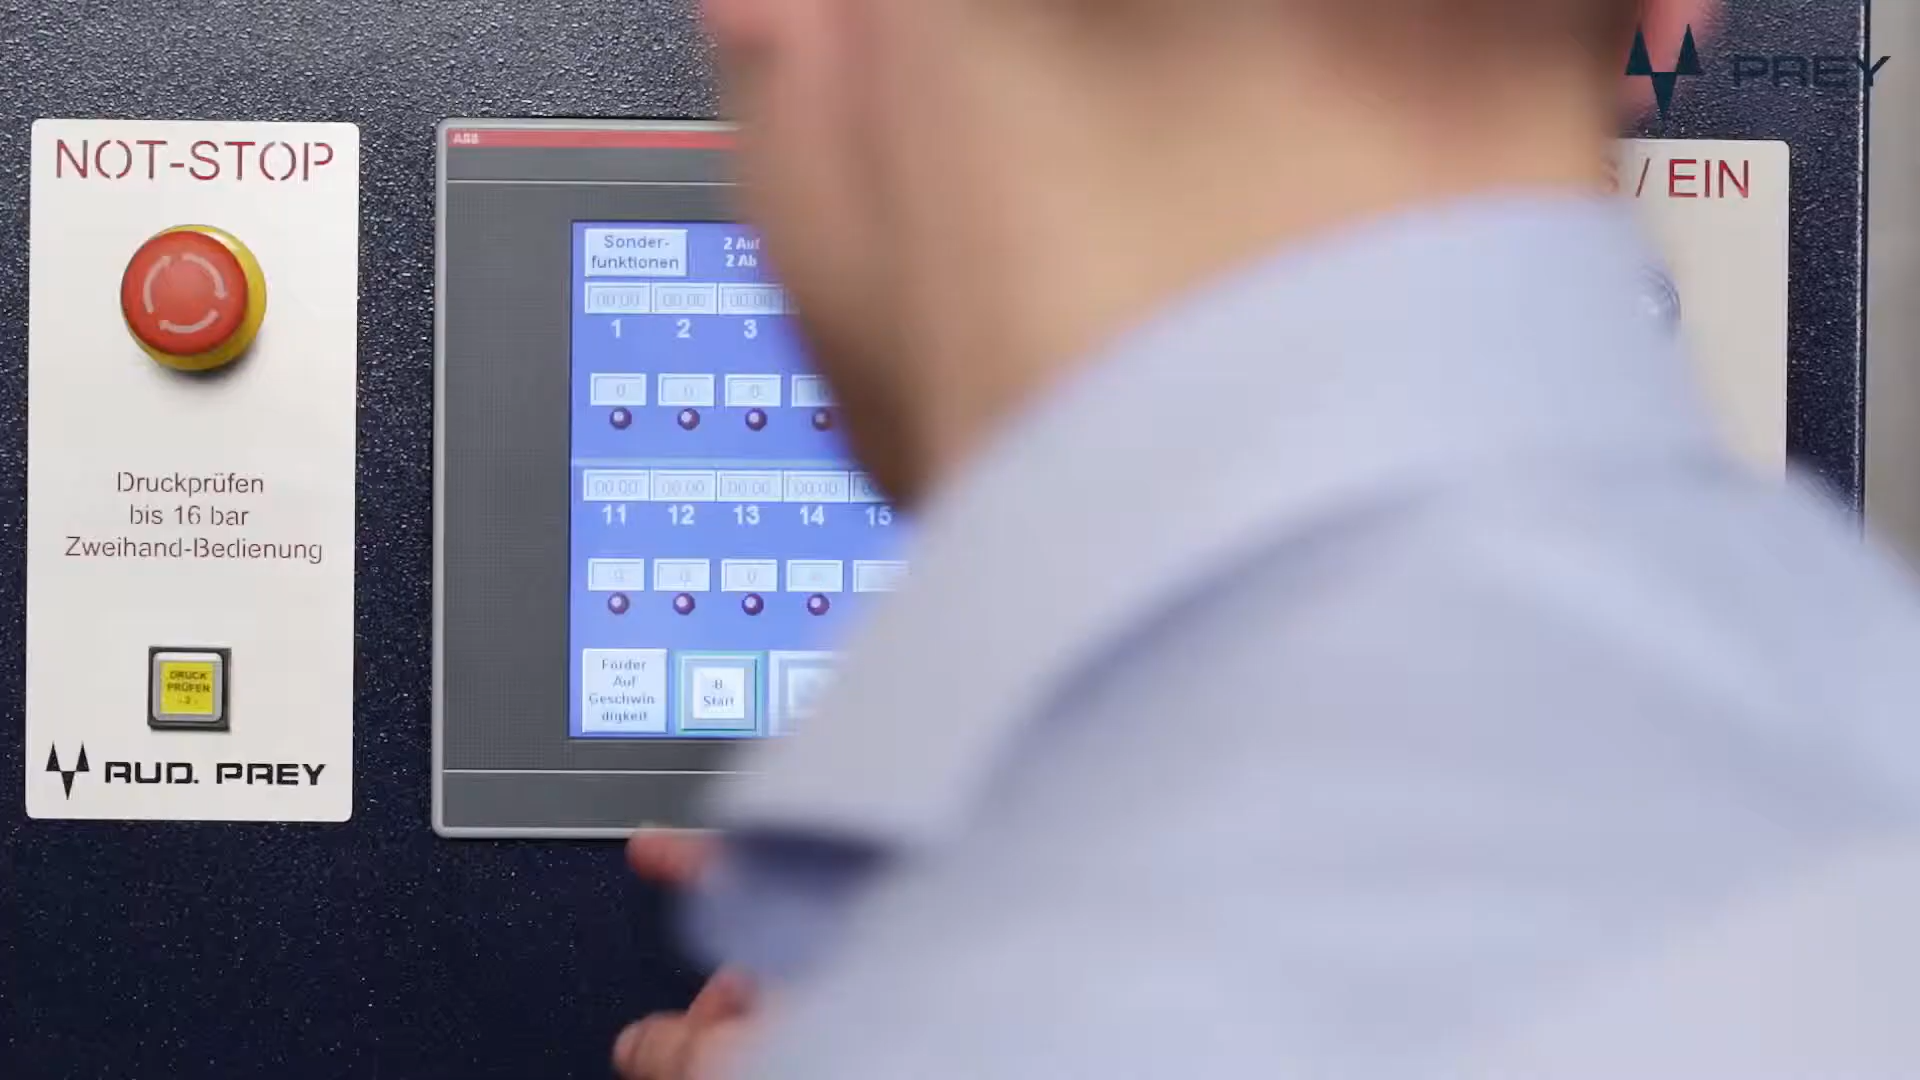 PREY
NOT-STOP
Druckprüfen
bis 16 bar
Zweihand-Bedienung
DRUCK
PRÜFEN
RUD. PREY
ABB
Sonder-
funktionen
2 Auf
2 Ab
00:00 00:00 00:00
1 2 3
0 0 0
00:00 00:00 00:00 00:00
11 12 13 14 15
0 0 0
Förder
Auf
Geschwin
digkeit
B
Start
/ EIN